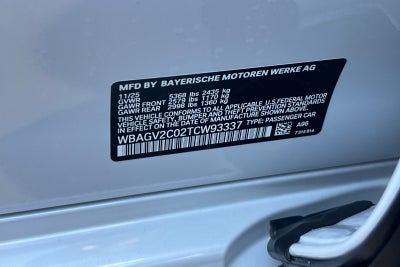 MFD BY BAYERISCHE MOTOREN WERKE AG
11/25 5368 lbs 2435 kg
GVWR
GAWR FRONT 2579 lbs 1170 kg
GAWR REAR 2998 lbs 1360 kg
THIS VEHICLE CONFORMS TO ALL APPLICABLE U.S. FEDERAL MOTOR
VEHICLE SAFETY, BUMPER, AND THEFT PREVENTION STANDARDS
IN EFFECT ON THE DATE OF MANUFACTURE SHOWN ABOVE.
WBAGV2C02TCW93337 TYPE: PASSENGER CAR
A96